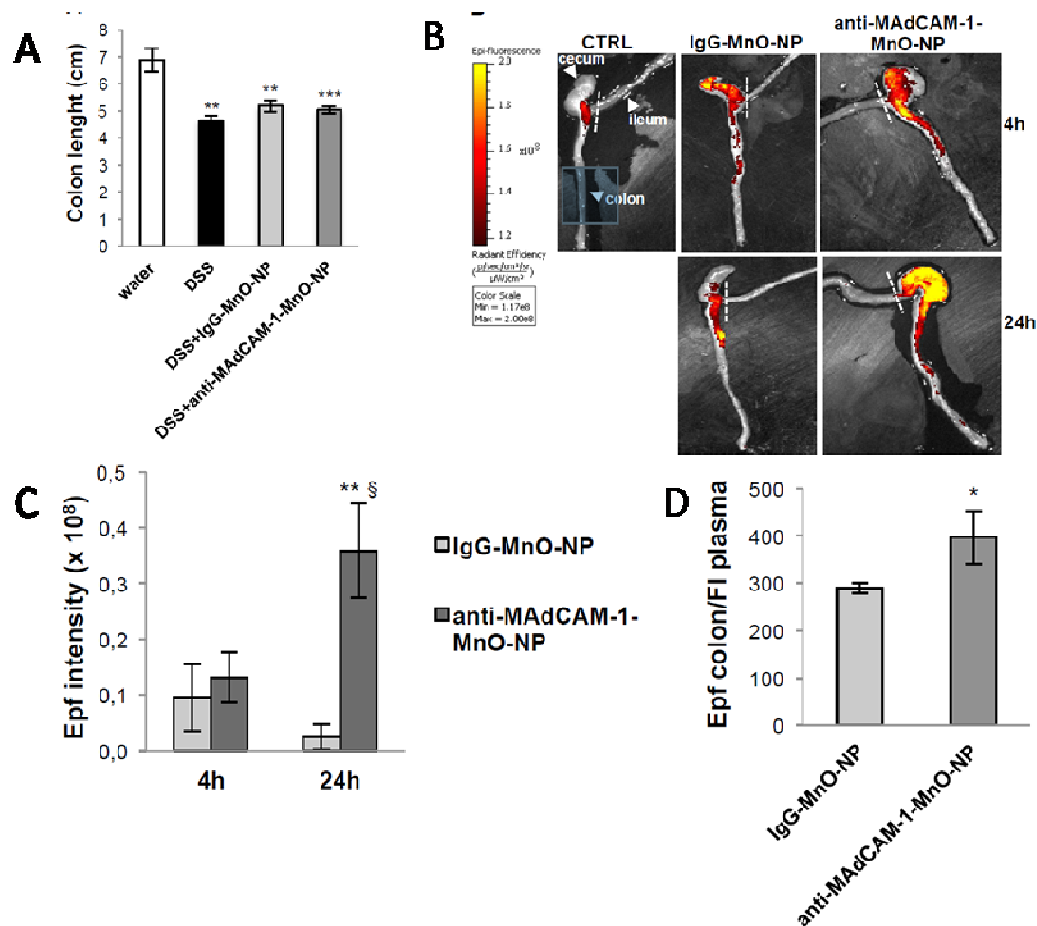 A
8
7
6
5
4
3
2
1
0
Colon lenght (cm)
**
**
***
water
DSS
DSS+IgG-MnO-NP
DSS+anti-MAdCAM-1-MnO-NP
B
CTRL
IgG-MnO-NP
anti-MAdCAM-1-
MnO-NP
Epi-fluorescence
1.8
1.6
1.4
1.2
Radiant Efficiency
Color Scale
Min = 1.17e8
Max = 2.00e8
cecum
ileum
colon
4h
24h
C
0,5
0,4
0,3
0,2
0,1
0,0
Epf intensity (x 10⁸)
** §
4h
24h
IgG-MnO-NP
anti-MAdCAM-1-
MnO-NP
D
500
400
300
200
100
0
Epf colon/FI plasma
*
IgG-MnO-NP
anti-MAdCAM-1-MnO-NP